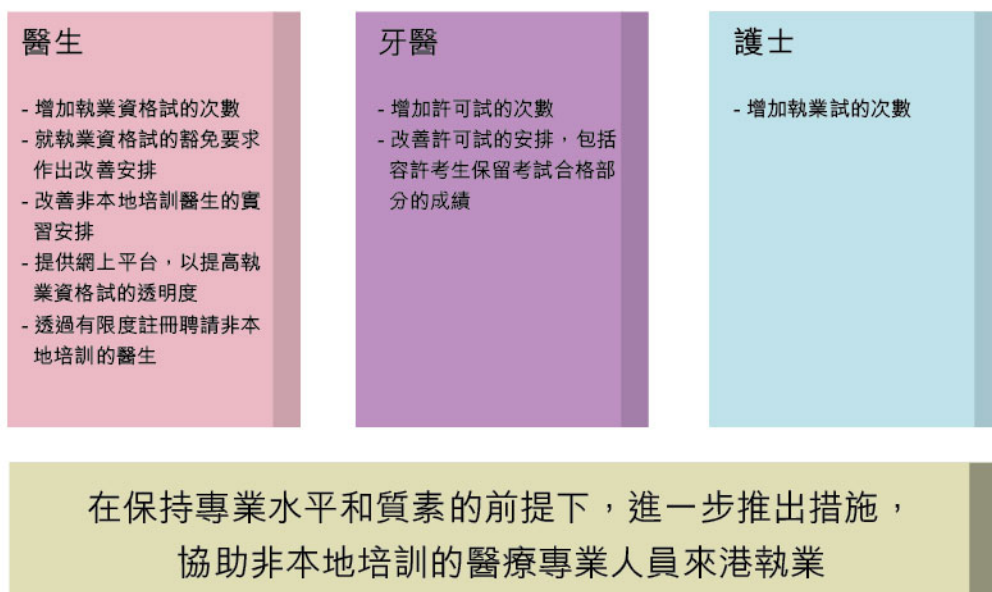 醫生
- 增加執業資格試的次數
- 就執業資格試的豁免要求
作出改善安排
- 改善非本地培訓醫生的實
習安排
- 提供網上平台，以提高執
業資格試的透明度
- 透過有限度註冊聘請非本
地培訓的醫生
牙醫
- 增加許可試的次數
- 改善許可試的安排，包括
容許考生保留考試合格部
分的成績
護士
- 增加執業試的次數
在保持專業水平和質素的前提下，進一步推出措施，
協助非本地培訓的醫療專業人員來港執業